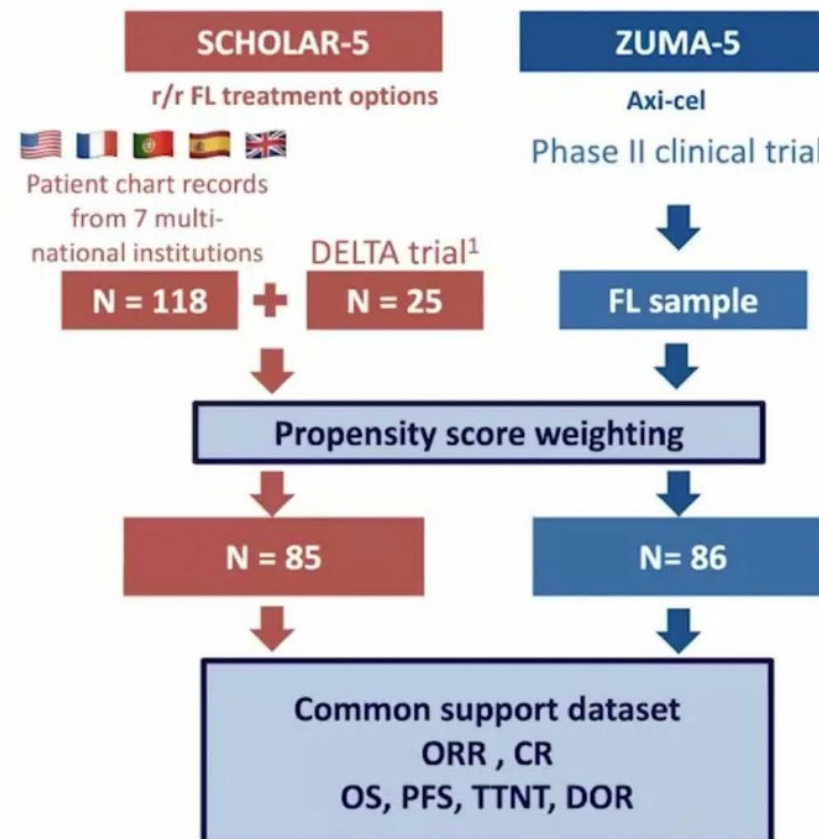 SCHOLAR-5
ZUMA-5
r/r FL treatment options
Axi-cel
Phase II clinical trial
Patient chart records
from 7 multi-
national institutions
DELTA trial¹
N = 118
N = 25
FL sample
Propensity score weighting
N = 85
N= 86
Common support dataset
ORR , CR
OS, PFS, TTNT, DOR